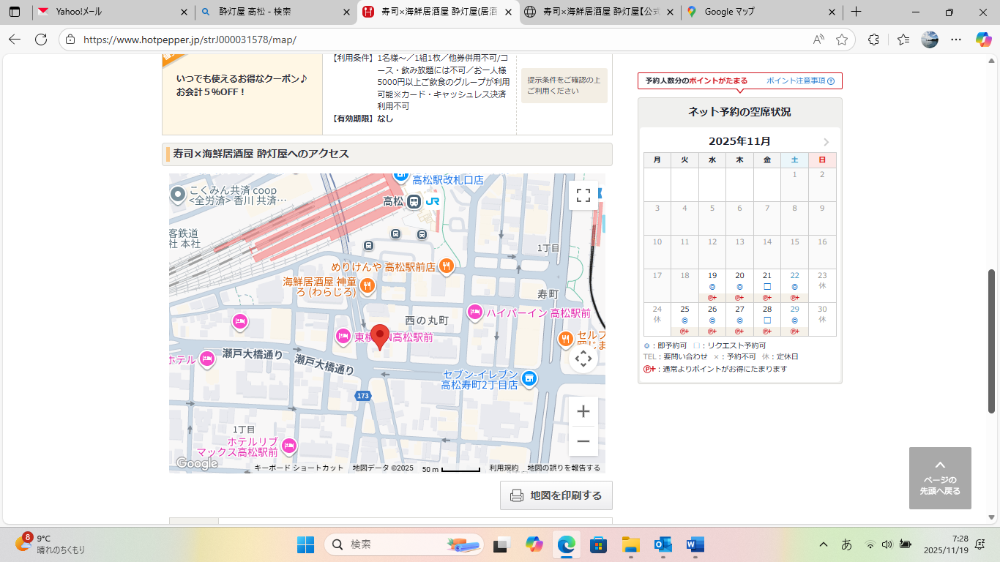 Yahoo!メール
酔灯屋 高松 - 検索
寿司×海鮮居酒屋 酔灯屋(居酒
寿司×海鮮居酒屋 酔灯屋【公式
Google マップ
https://www.hotpepper.jp/strJ000031578/map/
いつでも使えるお得なクーポン♪
お会計５%OFF！
【利用条件】1名様～／1組1枚／他券併用不可/コ
ース・飲み放題には不可／お一人様
5000円以上ご飲食のグループが利用
可能※カード・キャッシュレス決済
利用不可
【有効期限】なし
提示条件をご確認の上
ご利用ください
寿司×海鮮居酒屋 酔灯屋へのアクセス
高松駅改札口店
こくみん共済 coop
<全労済> 香川 共済…
高松
JR
客鉄道
社 本社
1丁目
めりけんや 高松駅前店
海鮮居酒屋 神童
ろ (わらじろ)
寿町
西の丸町
ハイパーイン 高松駅前
東横INN高松駅前
セルフ
ホテル
瀬戸大橋通り
瀬戸大橋通り
セブン-イレブン
高松寿町2丁目店
173
1丁目
ホテルリブ
マックス高松駅前
Google
キーボード ショートカット
地図データ ©2025
50 m
利用規約
地図の誤りを報告する
地図を印刷する
予約人数分のポイントがたまる
ポイント注意事項
ネット予約の空席状況
2025年11月
月 火 水 木 金 土 日
1 2
3 4 5 6 7 8 9
10 11 12 13 14 15 16
17 18 19 20 21 22 23
◎ ◎ □ ◎ 休
P+ P+ P+ P+
24 25 26 27 28 29 30
休 ◎ ◎ ◎ □ ◎ 休
P+ P+ P+ P+ P+
◎：即予約可 □：リクエスト予約可
TEL：要問い合わせ ×：予約不可 休：定休日
P+：通常よりポイントがお得にたまります
ページの
先頭へ戻る
8
9°C
晴れのちくもり
検索
あ
7:28
2025/11/19